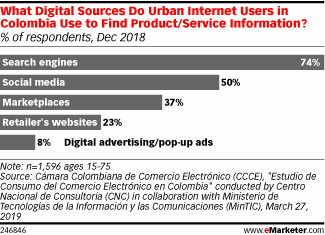 What Digital Sources Do Urban Internet Users in
Colombia Use to Find Product/Service Information?
% of respondents, Dec 2018
Search engines 74%
Social media 50%
Marketplaces 37%
Retailer's websites 23%
8% Digital advertising/pop-up ads
Note: n=1,596 ages 15-75
Source: Cámara Colombiana de Comercio Electrónico (CCCE), "Estudio de
Consumo del Comercio Electrónico en Colombia" conducted by Centro
Nacional de Consultoría (CNC) in collaboration with Ministerio de
Tecnologías de la Información y las Comunicaciones (MinTIC), March 27,
2019
246846 www.eMarketer.com